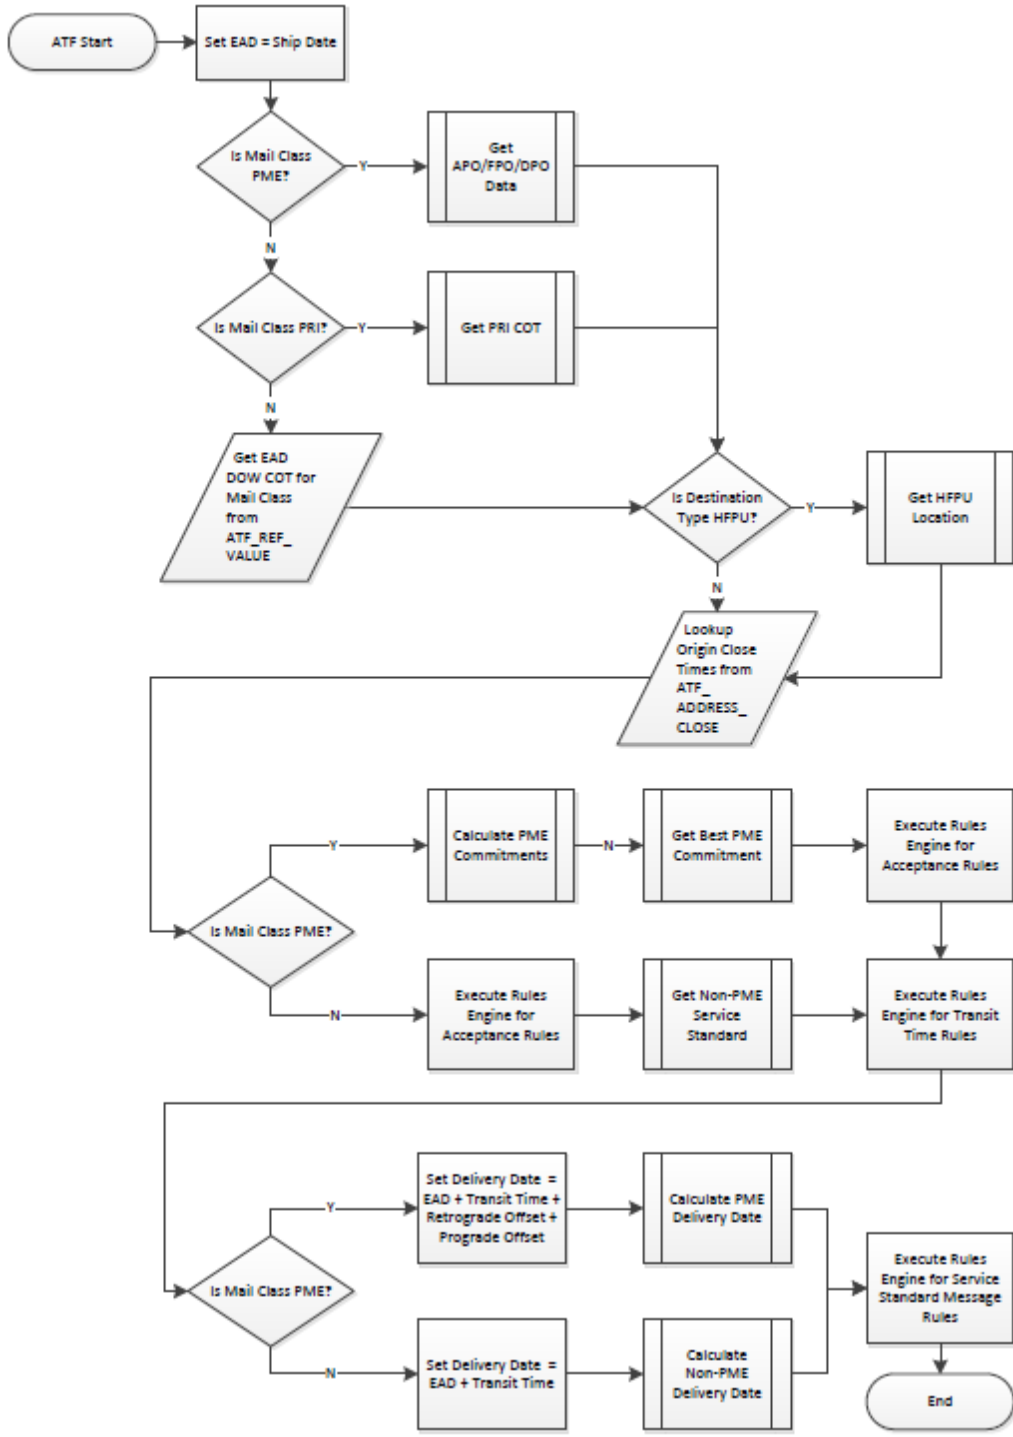 ATF Start
Set EAD = Ship Date
Is Mail Class
PME?
Y
Get
APO/FPO/DPO
Data
N
Is Mail Class PRI?
Y
Get PRI COT
N
Get EAD
DOW COT for
Mail Class
from
ATF_REF_
VALUE
Is Destination
Type HFPU?
Y
Get HFPU
Location
N
Lookup
Origin Close
Times from
ATF_
ADDRESS_
CLOSE
Is Mail Class PME?
Y
Calculate PME
Commitments
N
Get Best PME
Commitment
Execute Rules
Engine for
Acceptance Rules
N
Execute Rules
Engine for
Acceptance Rules
Get Non-PME
Service
Standard
Execute Rules
Engine for Transit
Time Rules
Is Mail Class PME?
Y
Set Delivery Date =
EAD + Transit Time +
Retrograde Offset +
Prograde Offset
Calculate PME
Delivery Date
N
Set Delivery Date =
EAD + Transit Time
Calculate
Non-PME
Delivery Date
Execute Rules
Engine for Service
Standard Message
Rules
End